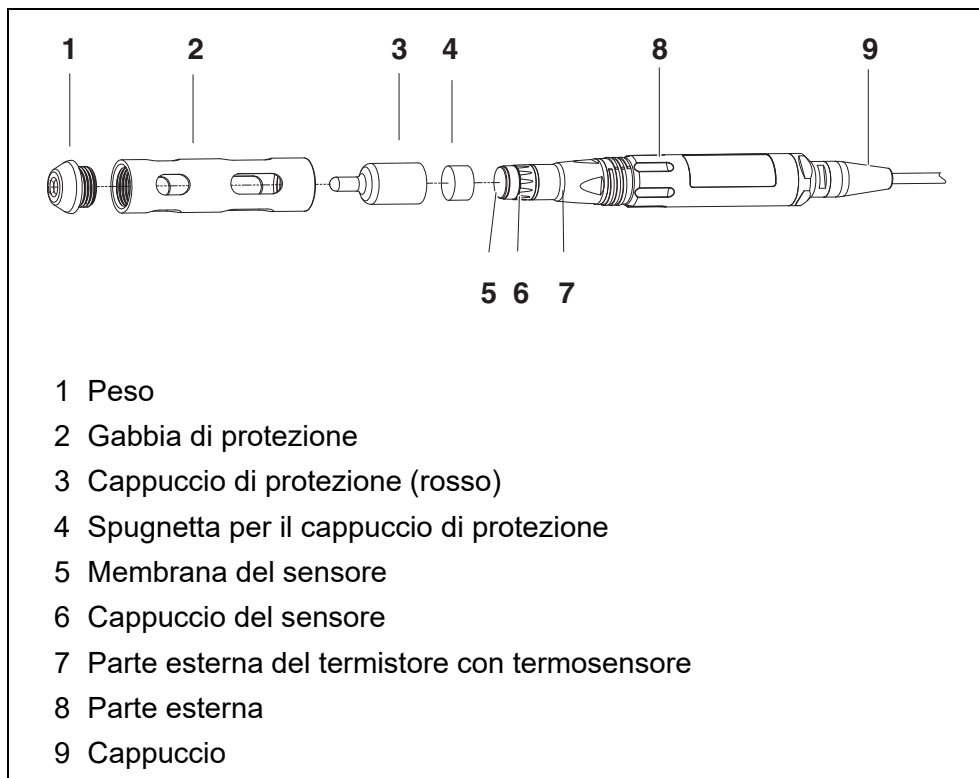 1 2 3 4 8 9
5 6 7
1 Peso
2 Gabbia di protezione
3 Cappuccio di protezione (rosso)
4 Spugnetta per il cappuccio di protezione
5 Membrana del sensore
6 Cappuccio del sensore
7 Parte esterna del termistore con termosensore
8 Parte esterna
9 Cappuccio